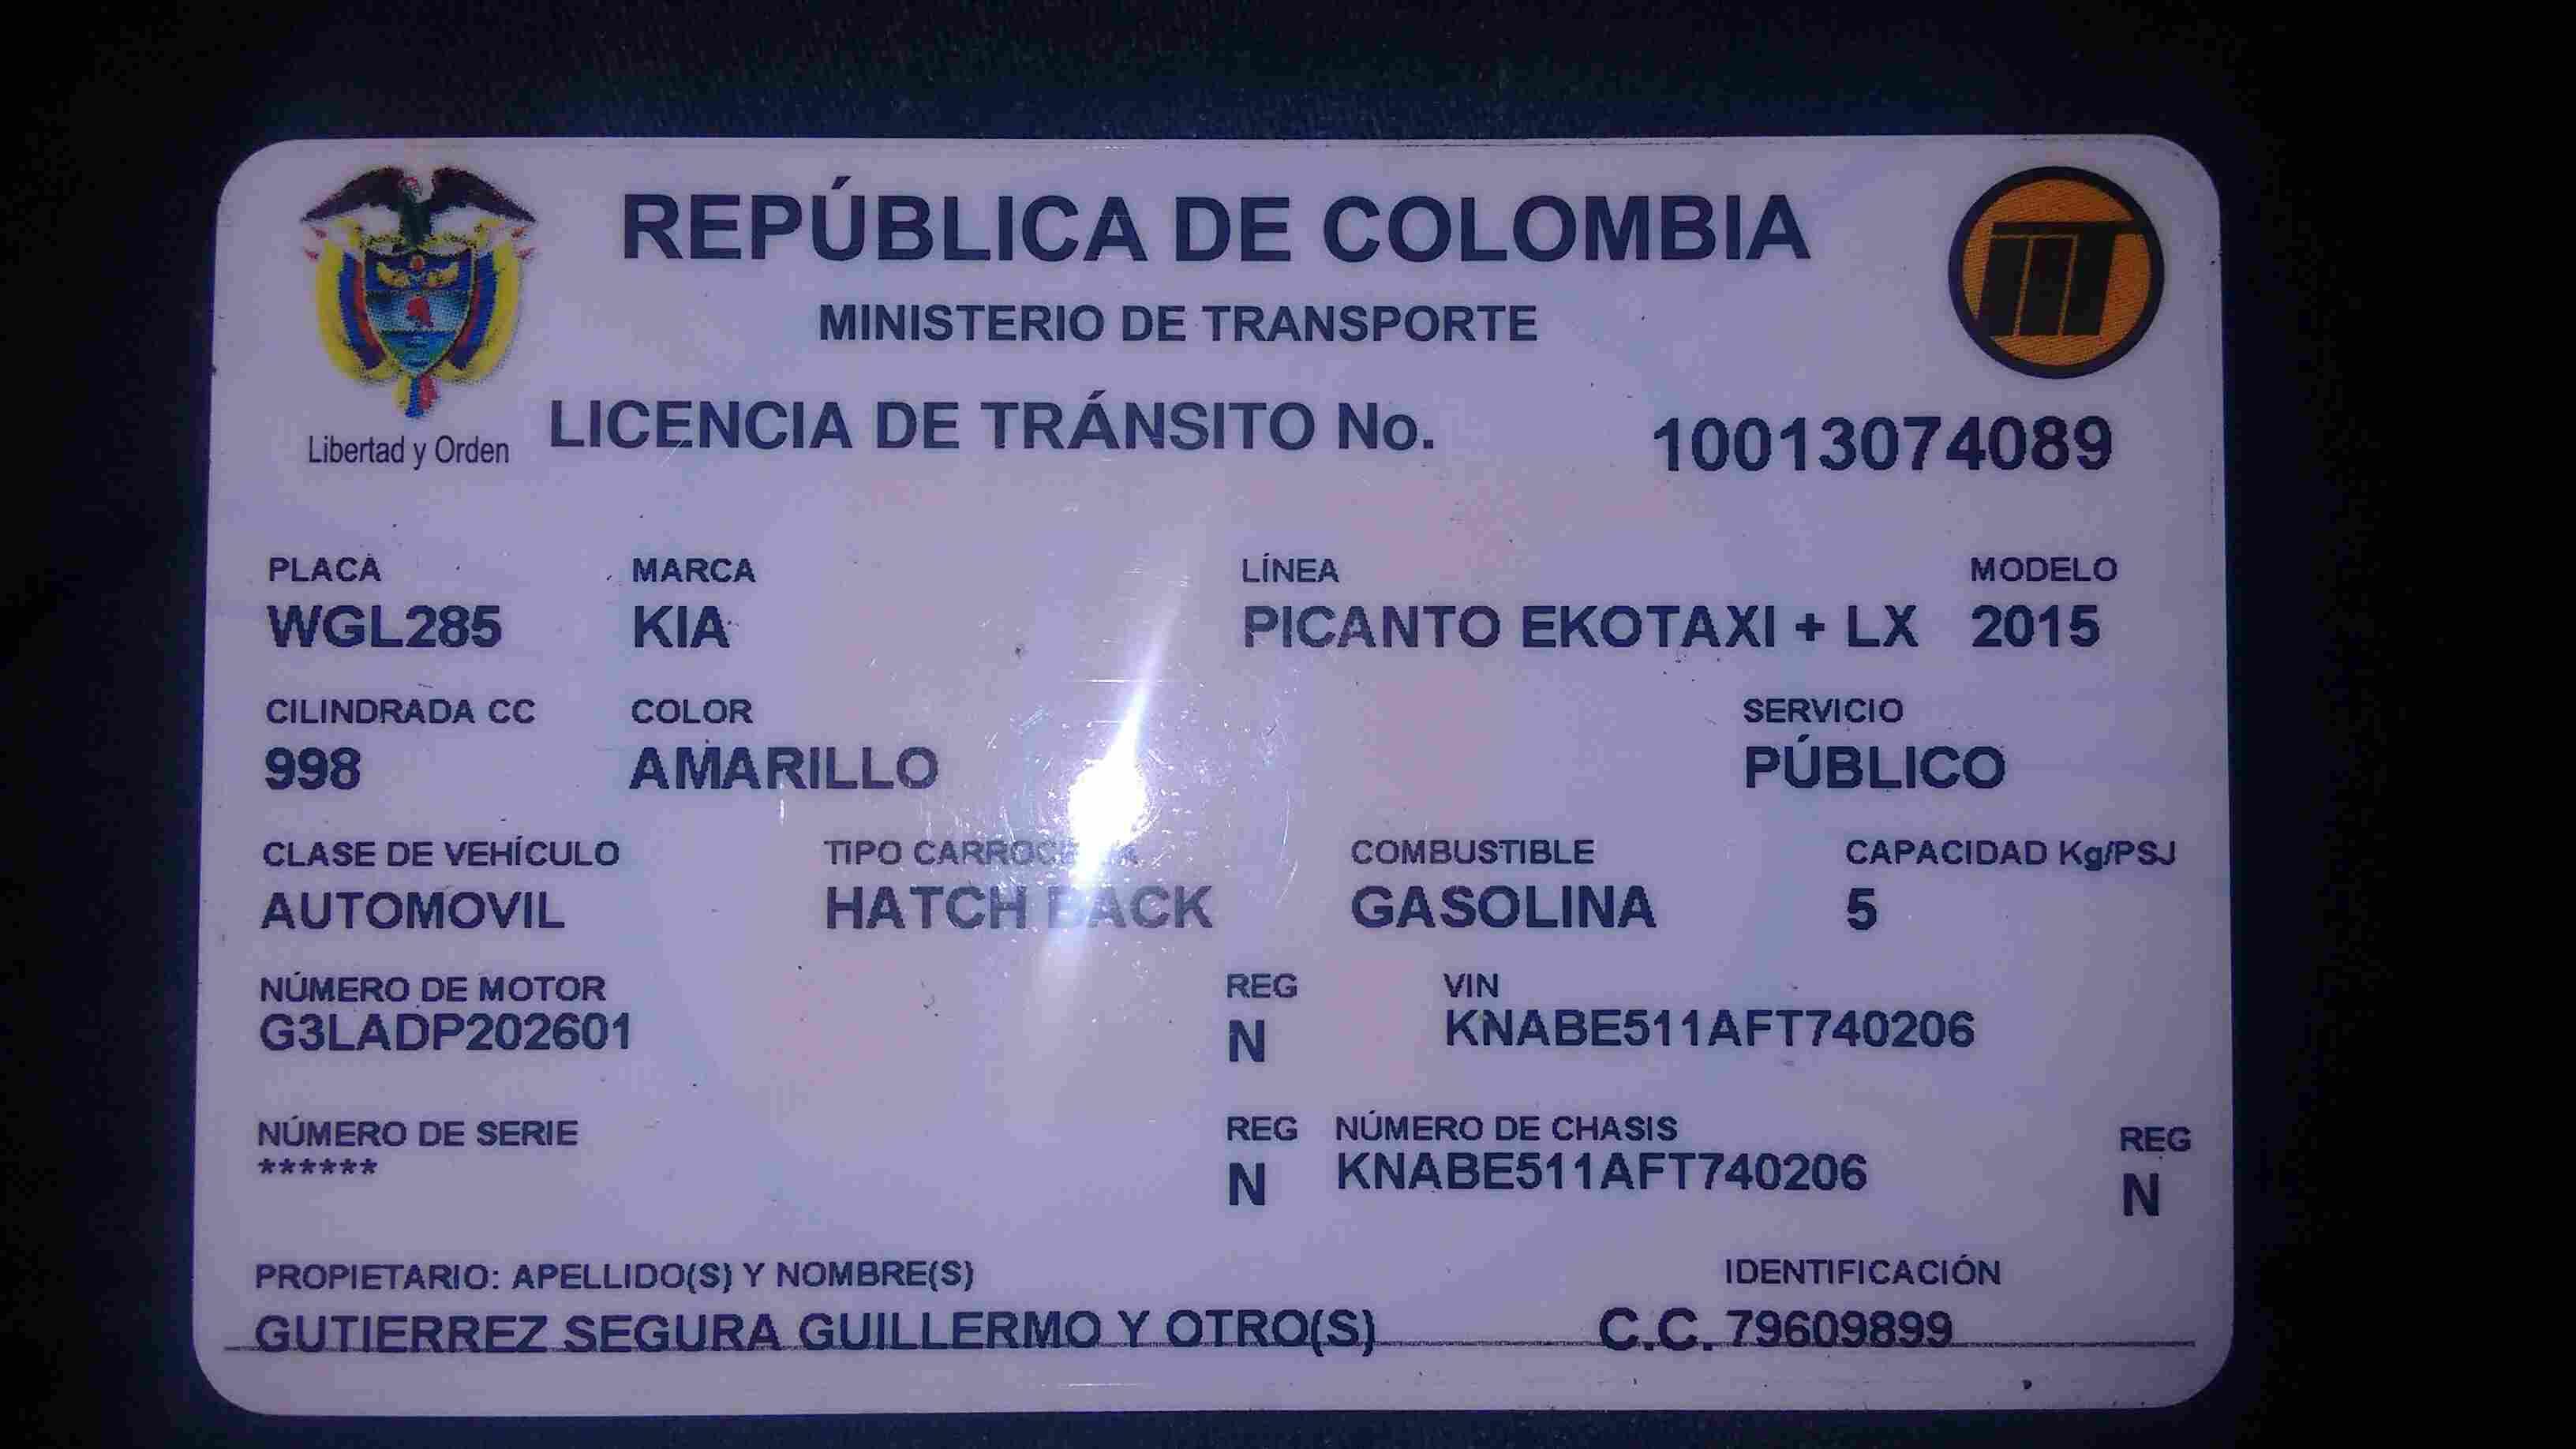 REPÚBLICA DE COLOMBIA
MINISTERIO DE TRANSPORTE
Libertad y Orden
LICENCIA DE TRÁNSITO No. 10013074089
PLACA MARCA LÍNEA MODELO
WGL285 KIA PICANTO EKOTAXI + LX 2015
CILINDRADA CC COLOR SERVICIO
998 AMARILLO PÚBLICO
CLASE DE VEHÍCULO TIPO COMBUSTIBLE CAPACIDAD Kg/PSJ
AUTOMOVIL HATCH BACK GASOLINA 5
NÚMERO DE MOTOR REG VIN
G3LADP202601 N KNABE511AFT740206
NÚMERO DE SERIE REG NÚMERO DE CHASIS REG
****** N KNABE511AFT740206 N
PROPIETARIO: APELLIDO(S) Y NOMBRE(S) IDENTIFICACIÓN
GUTIERREZ SEGURA GUILLERMO Y OTRO(S) C.C. 79609899